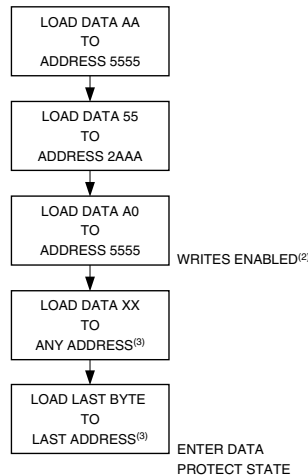 LOAD DATA AA
TO
ADDRESS 5555
LOAD DATA 55
TO
ADDRESS 2AAA
LOAD DATA A0
TO
ADDRESS 5555
WRITES ENABLED(2)
LOAD DATA XX
TO
ANY ADDRESS(3)
LOAD LAST BYTE
TO
LAST ADDRESS(3)
ENTER DATA
PROTECT STATE